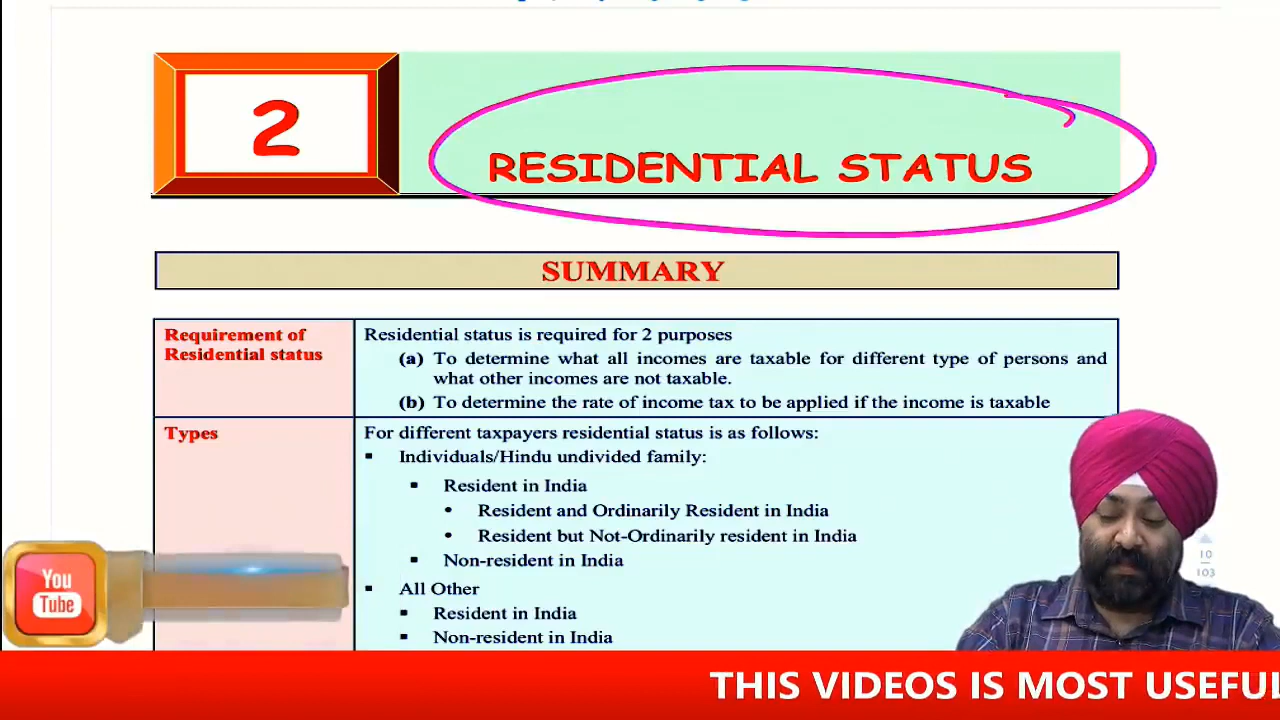 2
RESIDENTIAL STATUS
SUMMARY
Requirement of
Residential status
Residential status is required for 2 purposes
(a) To determine what all incomes are taxable for different type of persons and
what other incomes are not taxable.
(b) To determine the rate of income tax to be applied if the income is taxable
Types
For different taxpayers residential status is as follows:
▪ Individuals/Hindu undivided family:
▪ Resident in India
• Resident and Ordinarily Resident in India
• Resident but Not-Ordinarily resident in India
▪ Non-resident in India
▪ All Other
▪ Resident in India
▪ Non-resident in India
10
103
You
Tube
THIS VIDEOS IS MOST USEFUL